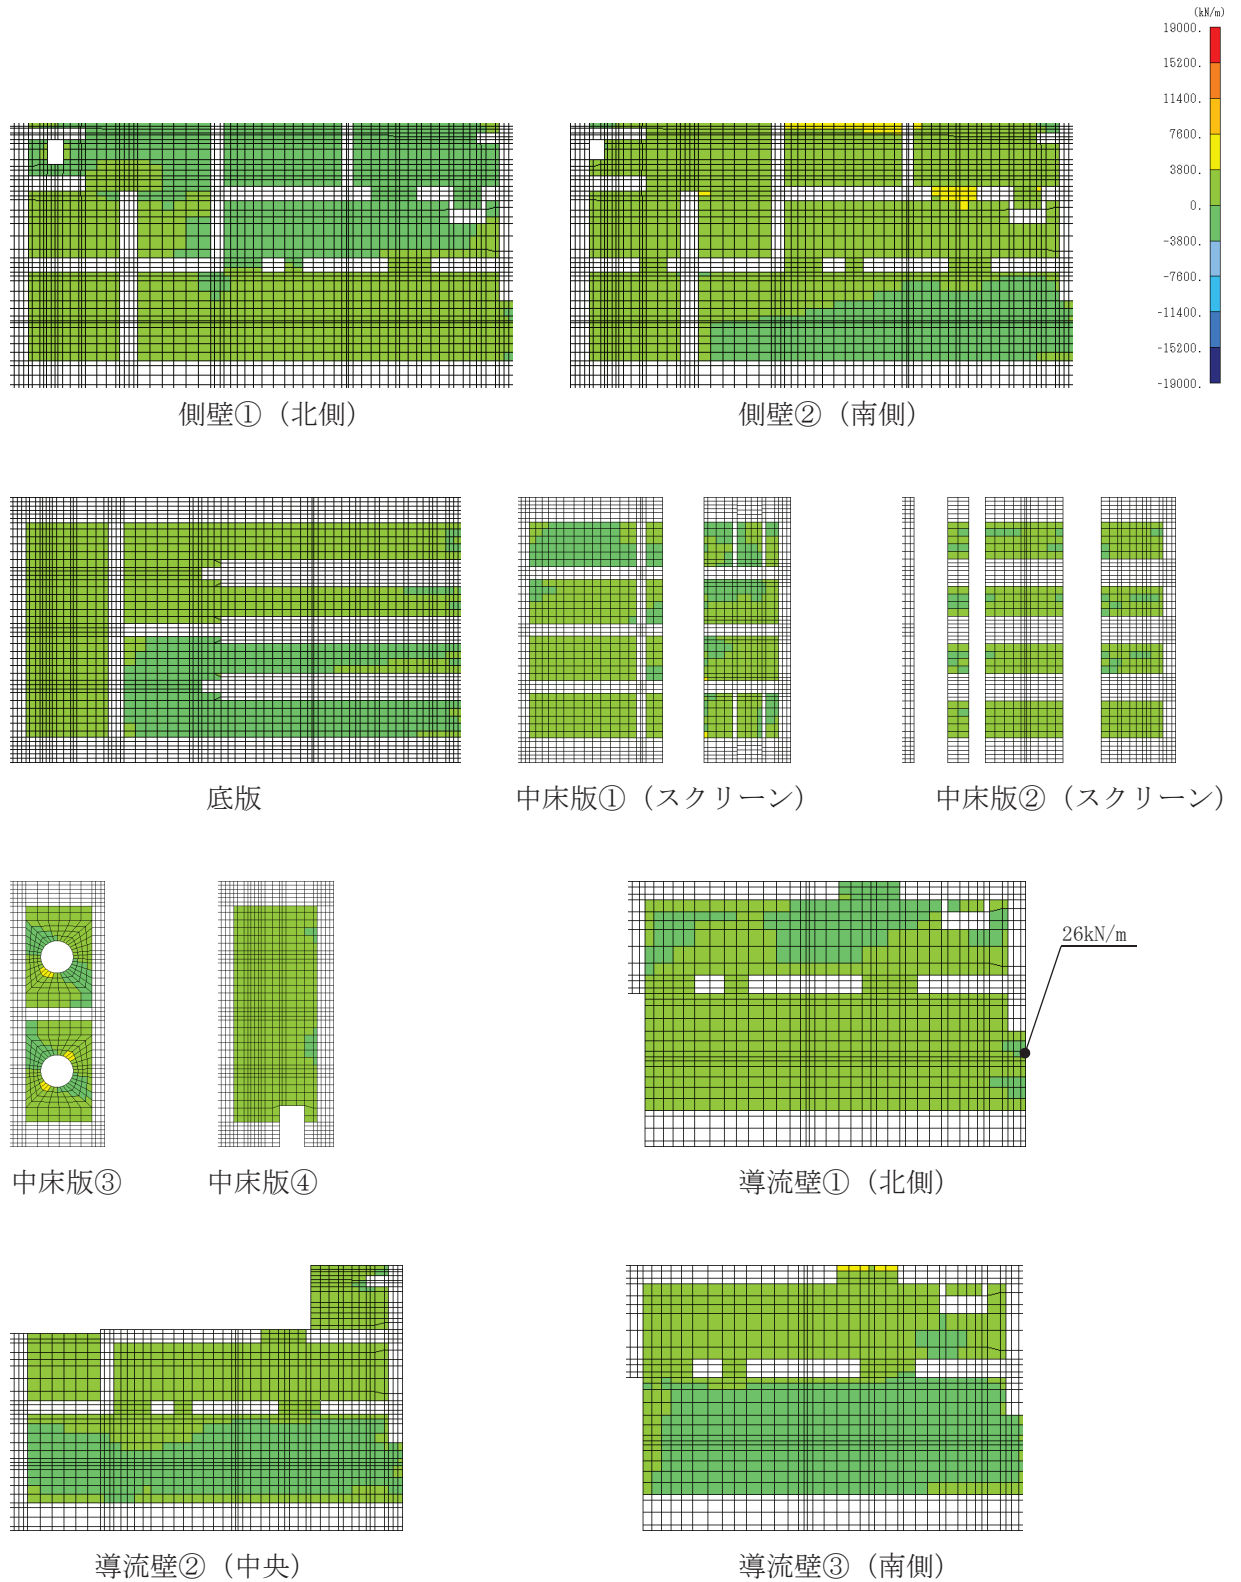 (kN/m)
19000.
15200.
11400.
7600.
3800.
0.
-3800.
-7600.
-11400.
-15200.
-19000.
側壁①（北側）
側壁②（南側）
底版
中床版①（スクリーン）
中床版②（スクリーン）
26kN/m
中床版③
中床版④
導流壁①（北側）
導流壁②（中央）
導流壁③（南側）